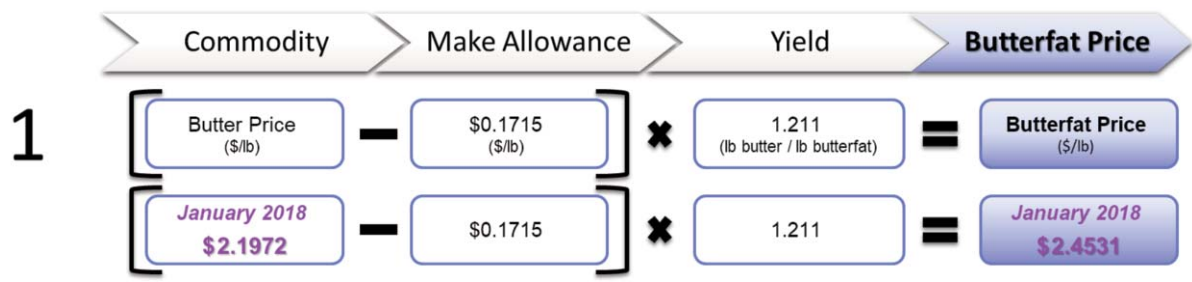 Commodity
Make Allowance
Yield
Butterfat Price
1
Butter Price
($/lb)
−
$0.1715
($/lb)
×
1.211
(lb butter / lb butterfat)
=
Butterfat Price
($/lb)
January 2018
$2.1972
−
$0.1715
×
1.211
=
January 2018
$2.4531